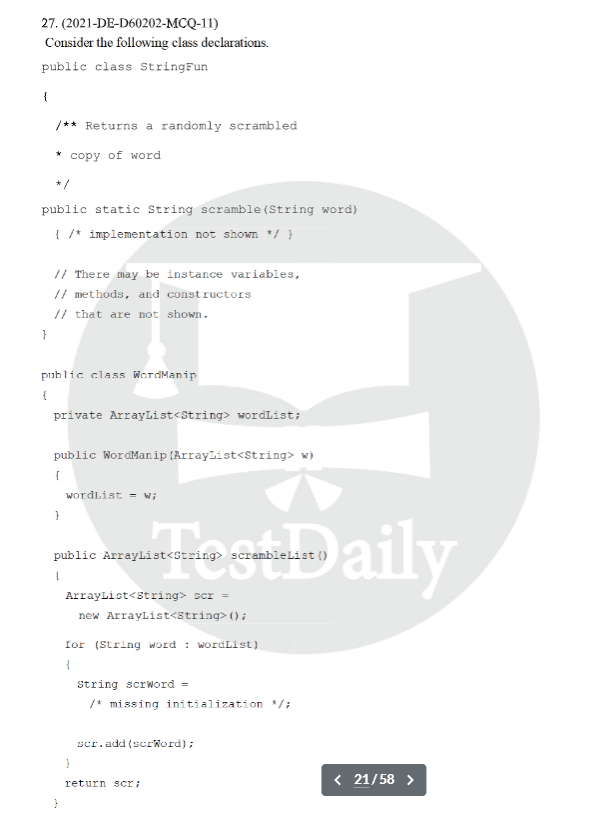 27. (2021-DE-D60202-MCQ-11)
Consider the following class declarations.
public class StringFun
{
/** Returns a randomly scrambled
* copy of word
*/
public static String scramble(String word)
{ /* implementation not shown */ }
// There may be instance variables,
// methods, and constructors
// that are not shown.
}
public class WordManip
{
private ArrayList<String> wordList;
public WordManip(ArrayList<String> w)
{
wordList = w;
}
public ArrayList<String> scrambleList()
{
ArrayList<String> scr =
new ArrayList<String>();
for (String word : wordList)
{
String scrWord =
/* missing initialization */;
scr.add(scrWord);
}
return scr;
}
TestDaily
< 21/58 >